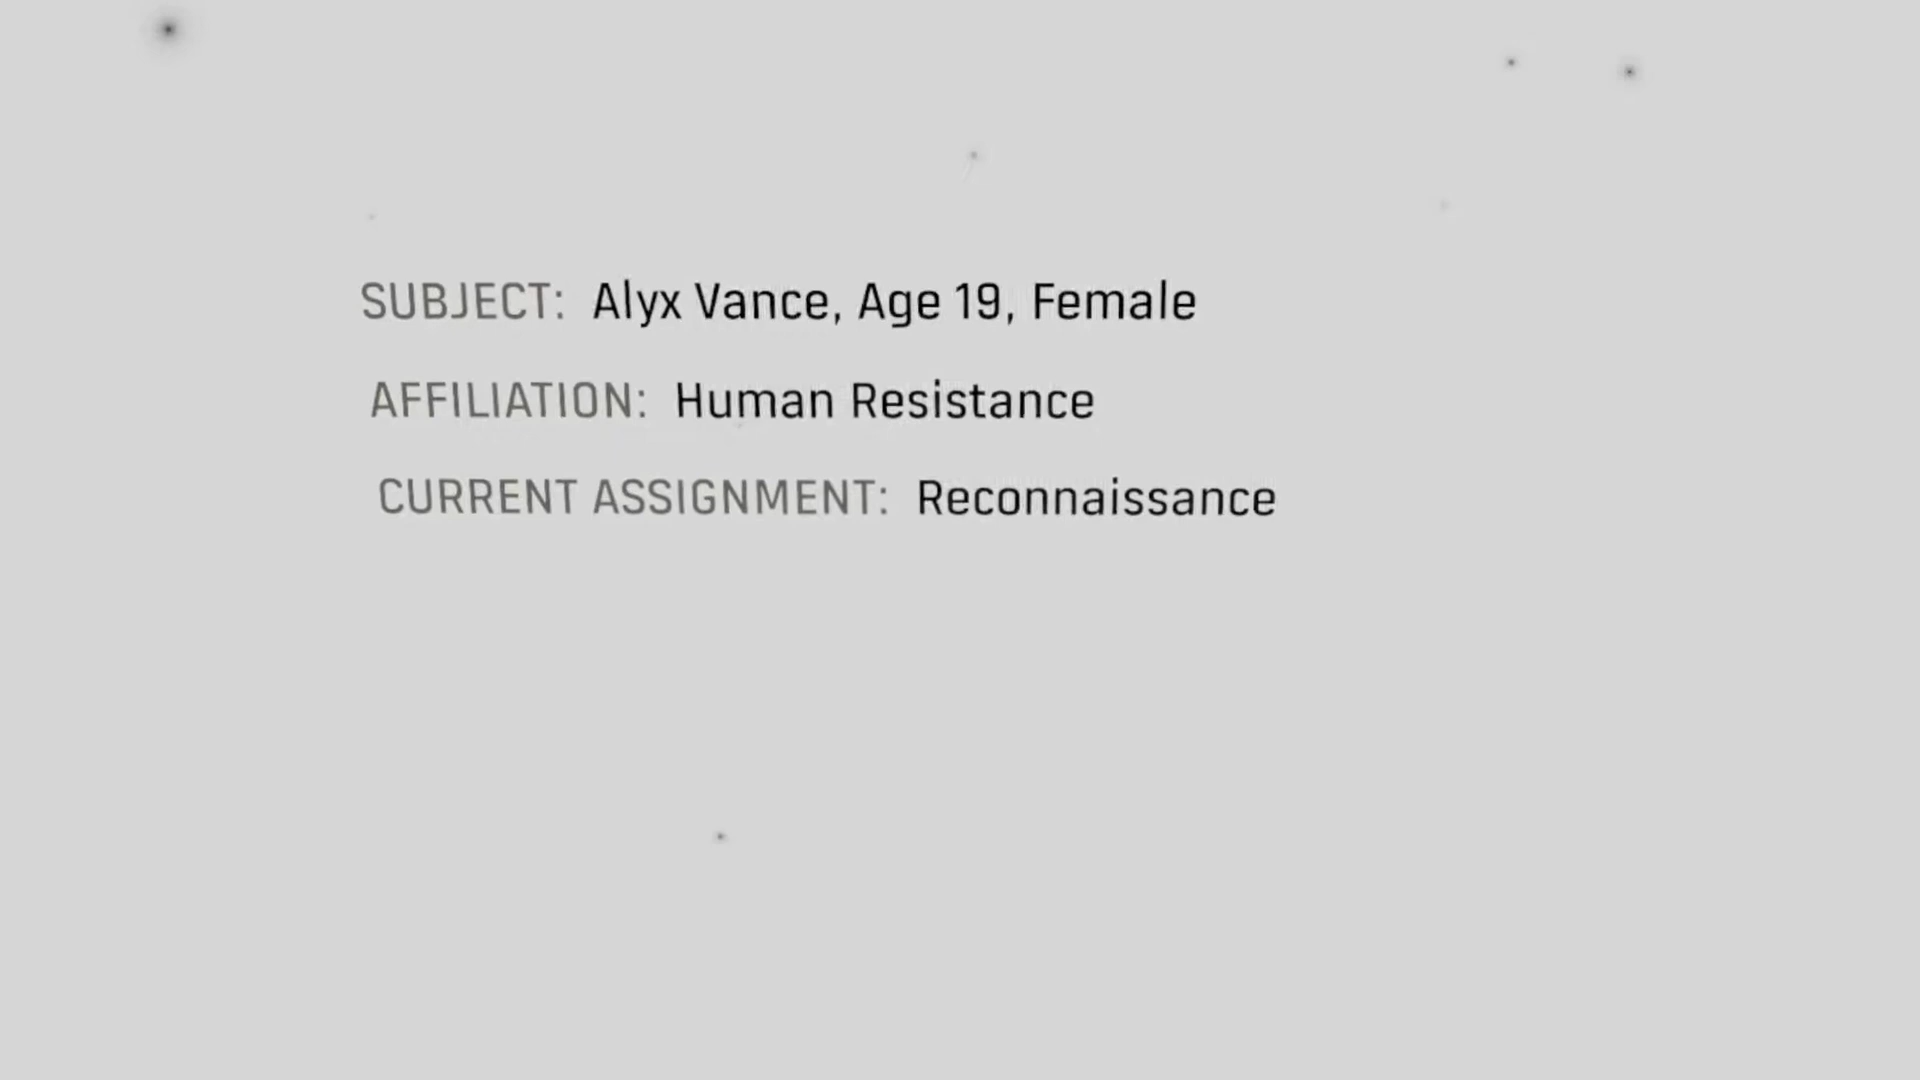 SUBJECT: Alyx Vance, Age 19, Female
AFFILIATION: Human Resistance
CURRENT ASSIGNMENT: Reconnaissance